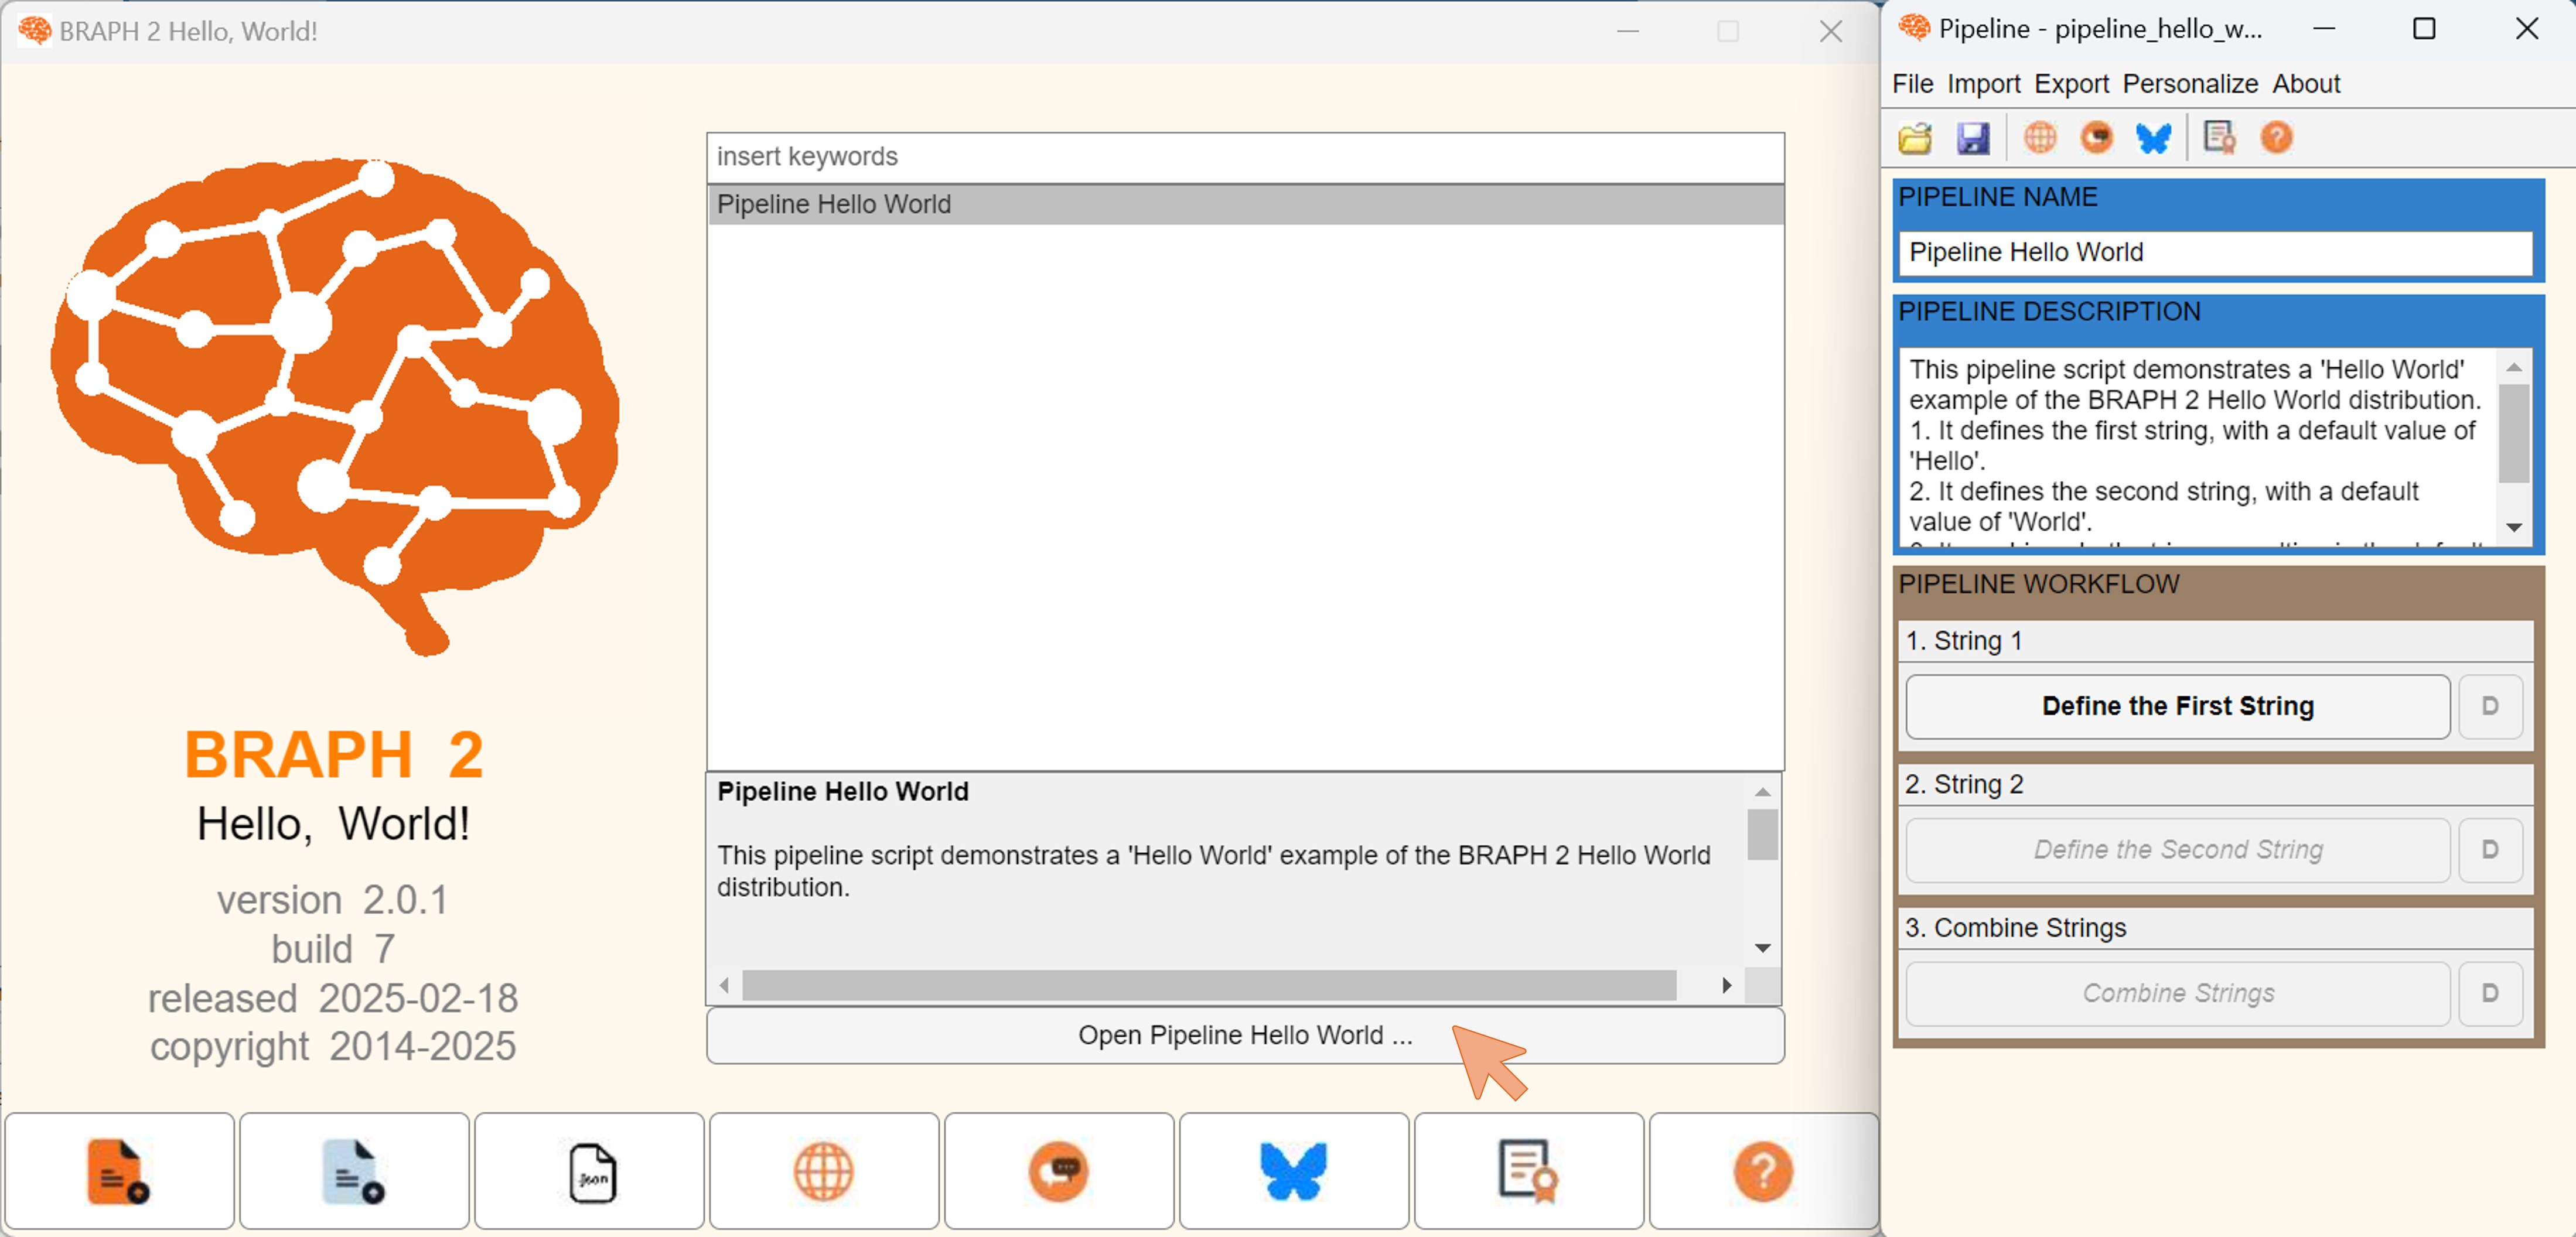 BRAPH 2 Hello, World!
insert keywords
Pipeline Hello World
BRAPH 2
Hello, World!
version 2.0.1
build 7
released 2025-02-18
copyright 2014-2025
Pipeline Hello World
This pipeline script demonstrates a 'Hello World' example of the BRAPH 2 Hello World
distribution.
Open Pipeline Hello World ...
json
Pipeline - pipeline_hello_w...
File Import Export Personalize About
PIPELINE NAME
Pipeline Hello World
PIPELINE DESCRIPTION
This pipeline script demonstrates a 'Hello World'
example of the BRAPH 2 Hello World distribution.
1. It defines the first string, with a default value of
'Hello'.
2. It defines the second string, with a default
value of 'World'.
PIPELINE WORKFLOW
1. String 1
Define the First String D
2. String 2
Define the Second String D
3. Combine Strings
Combine Strings D